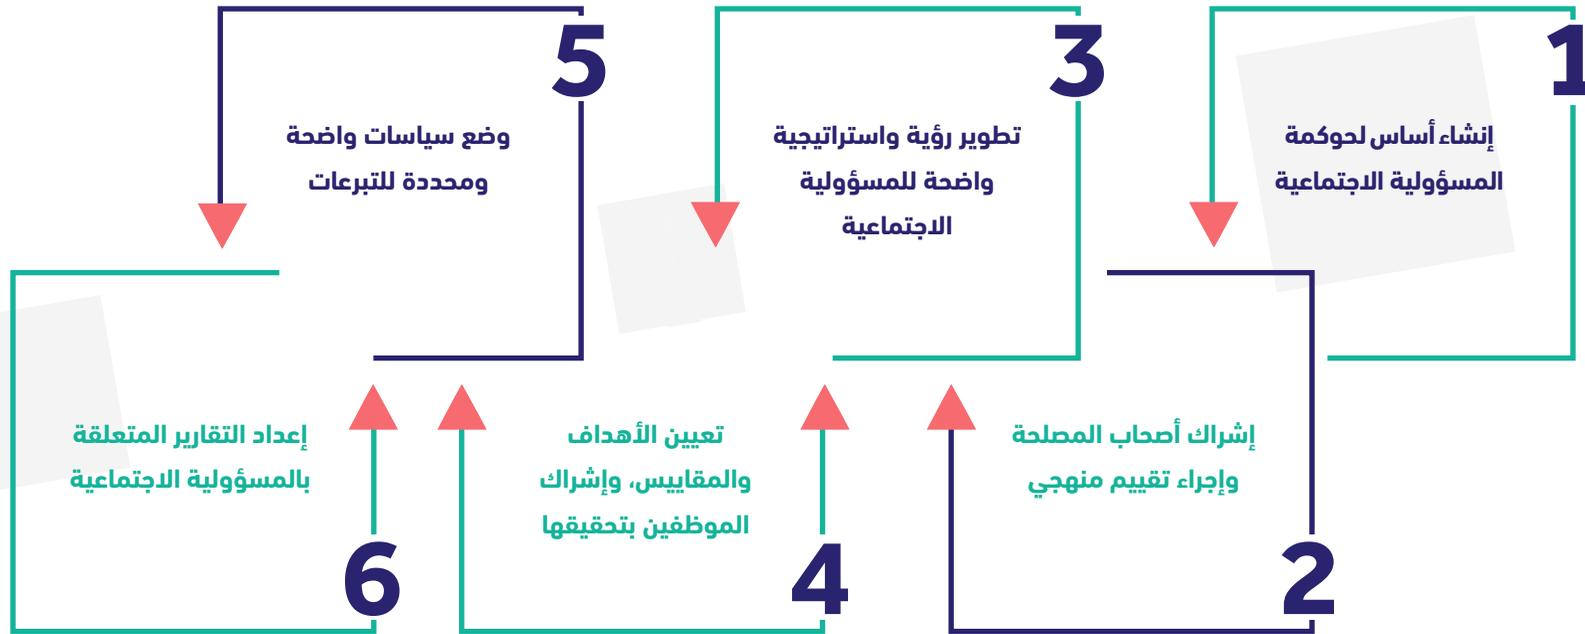 1
إنشاء أساس لحوكمة
المسؤولية الاجتماعية
2
إشراك أصحاب المصلحة
وإجراء تقييم منهجي
3
تطوير رؤية واستراتيجية
واضحة للمسؤولية
الاجتماعية
4
تعيين الأهداف
والمقاييس، وإشراك
الموظفين بتحقيقها
5
وضع سياسات واضحة
ومحددة للتبرعات
6
إعداد التقارير المتعلقة
بالمسؤولية الاجتماعية